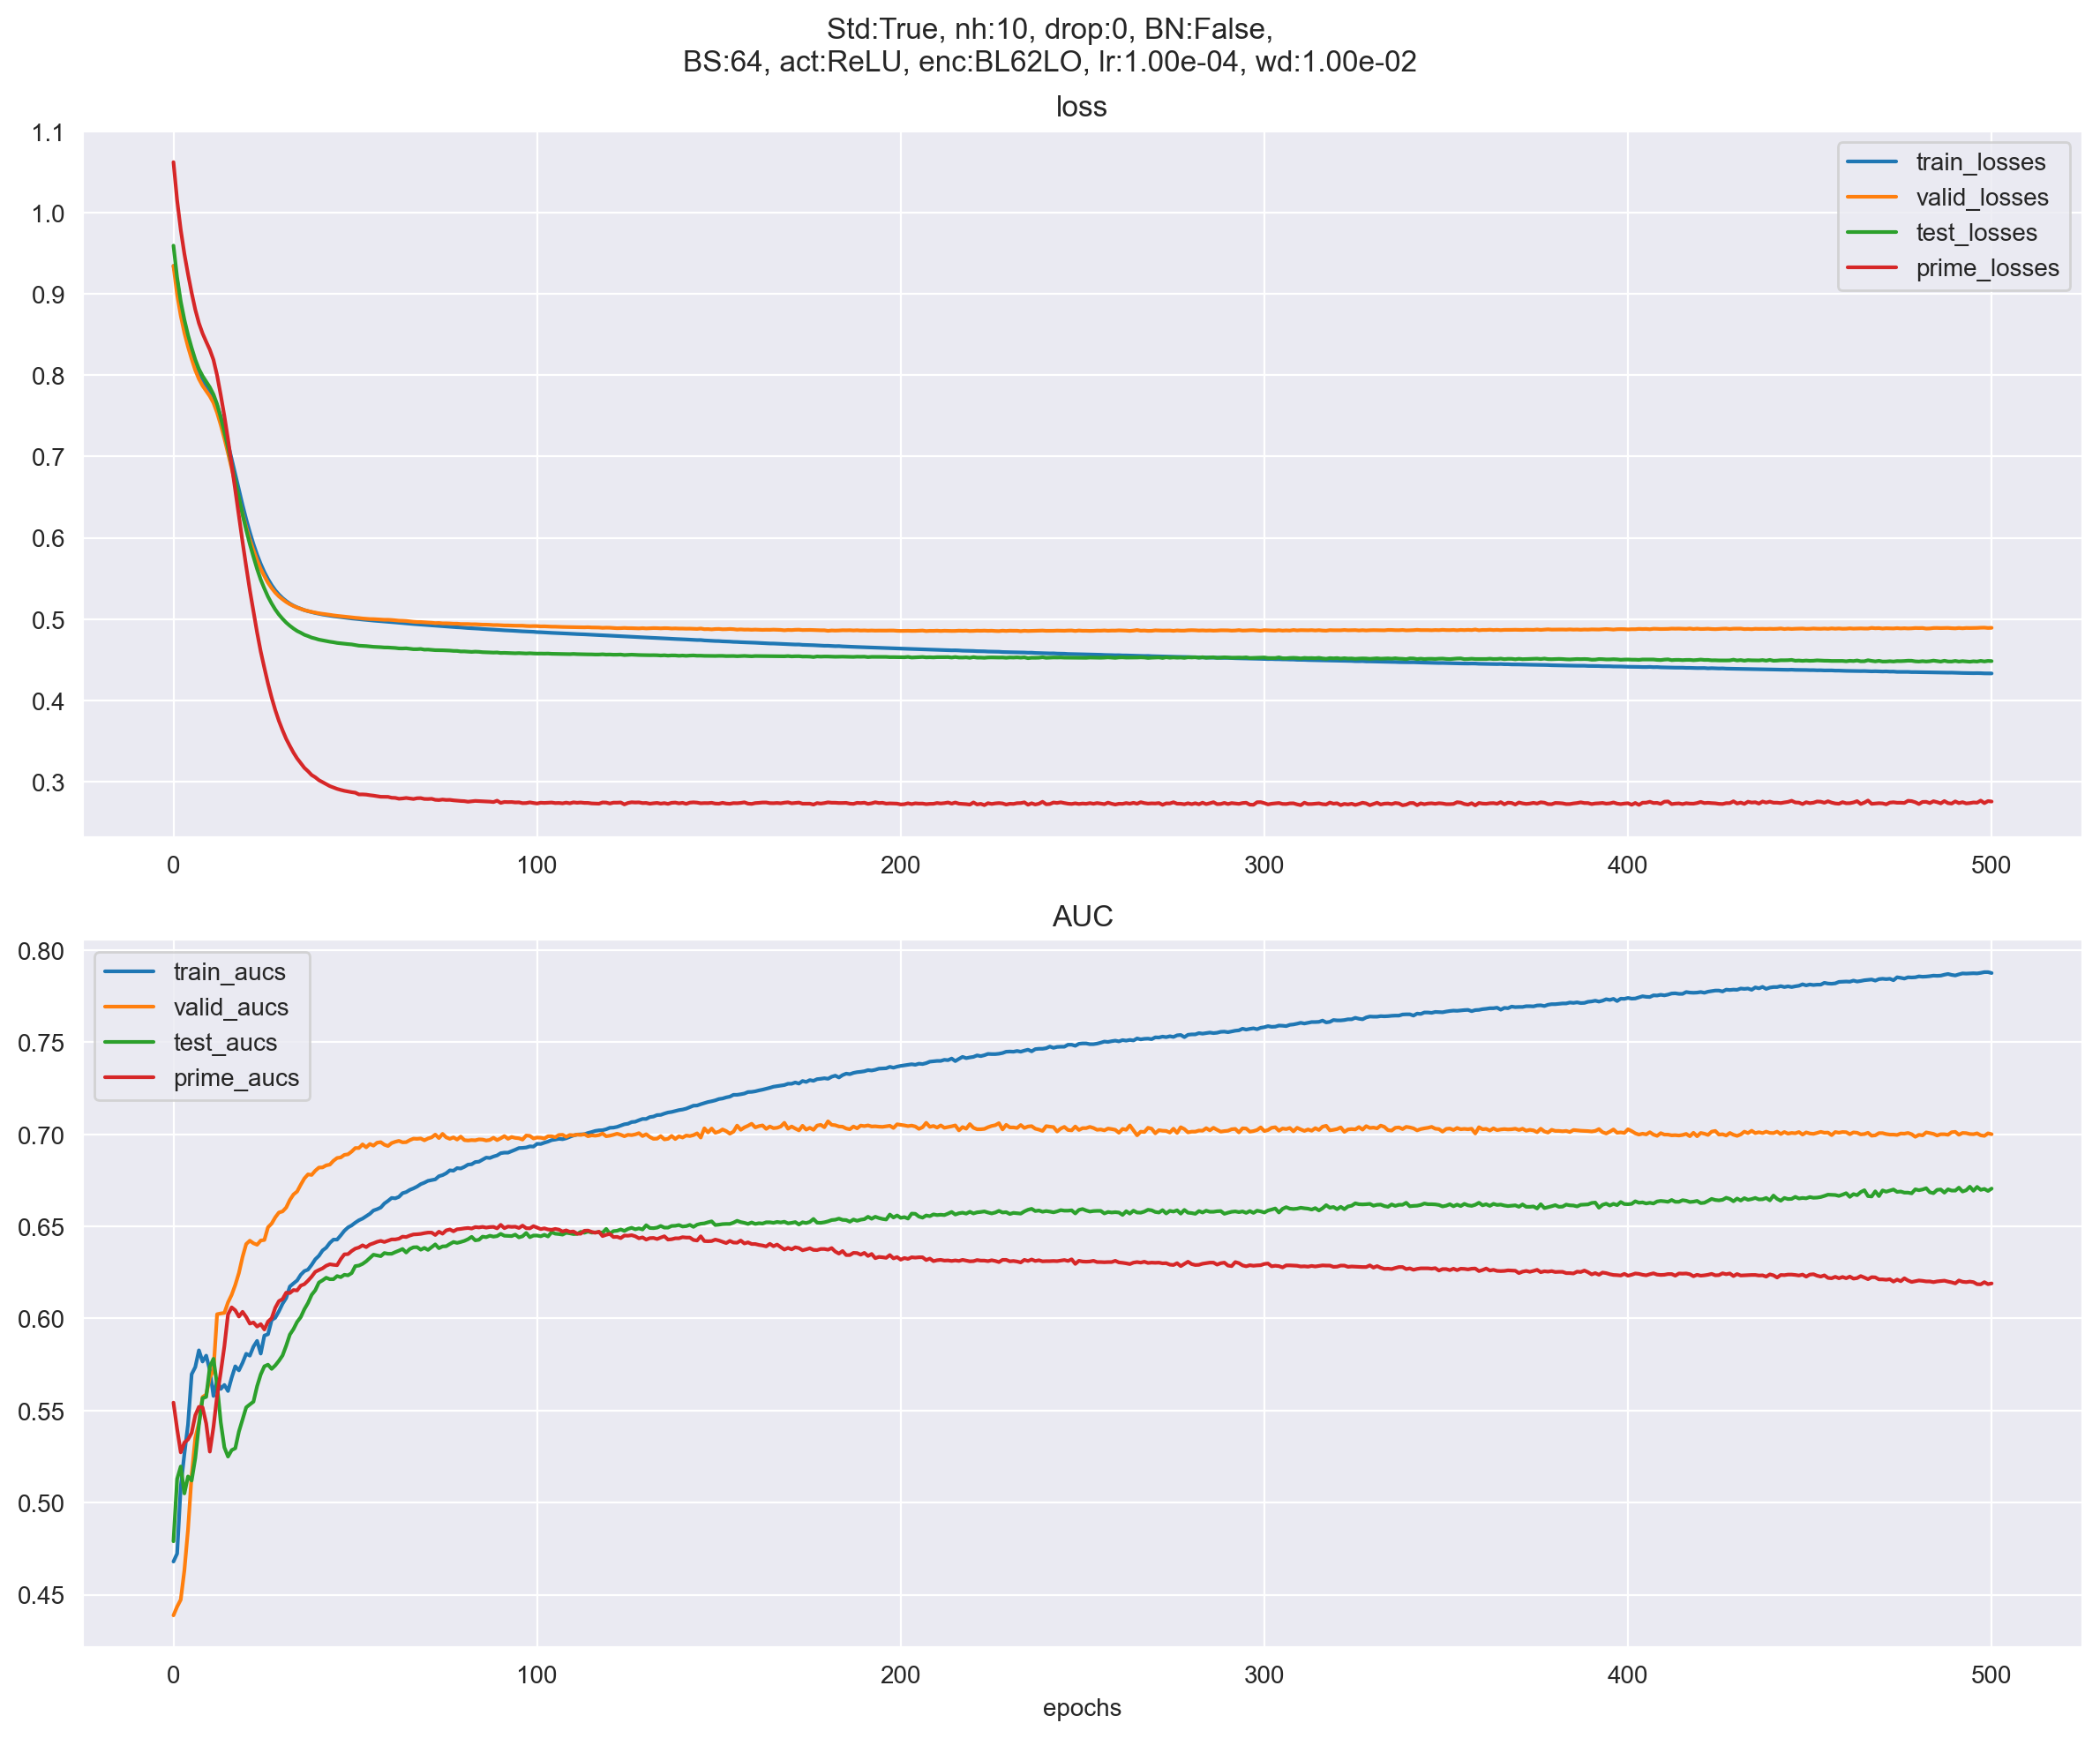 Std:True, nh:10, drop:0, BN:False,
BS:64, act:ReLU, enc:BL62LO, lr:1.00e-04, wd:1.00e-02
loss
1.1
1.0
0.9
0.8
0.7
0.6
0.5
0.4
0.3
train_losses
valid_losses
test_losses
prime_losses
0 100 200 300 400 500
AUC
0.80
0.75
0.70
0.65
0.60
0.55
0.50
0.45
train_aucs
valid_aucs
test_aucs
prime_aucs
0 100 200 300 400 500
epochs